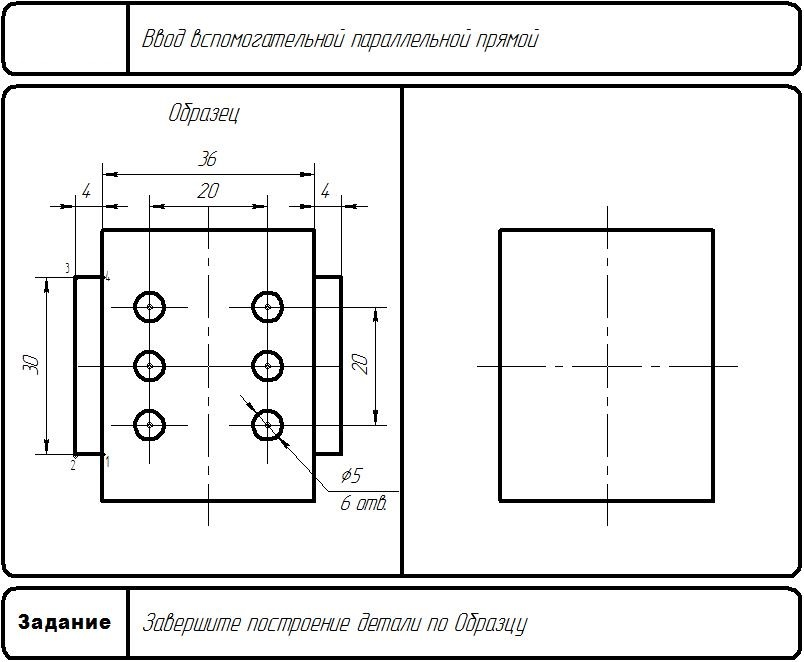 Ввод вспомогательной параллельной прямой
Образец
36
4
20
4
3
4
30
20
2
1
ϕ5
6 отв.
Задание
Завершите построение детали по Образцу